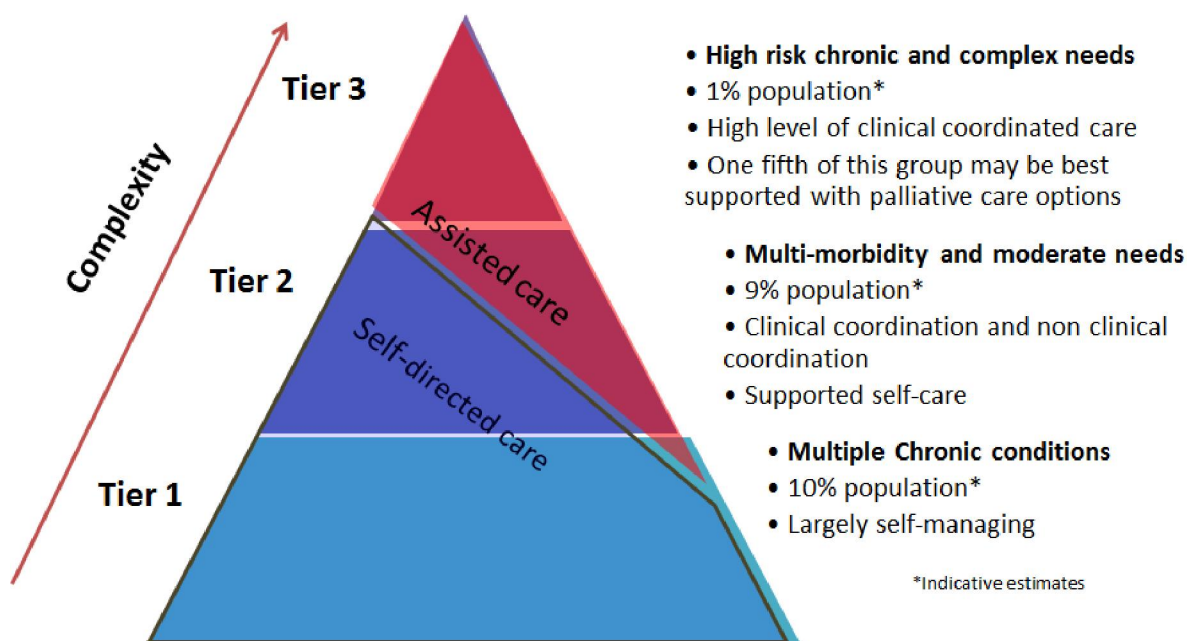 Complexity
Tier 3
Tier 2
Tier 1
Assisted care
Self-directed care
• High risk chronic and complex needs
• 1% population*
• High level of clinical coordinated care
• One fifth of this group may be best
supported with palliative care options
• Multi-morbidity and moderate needs
• 9% population*
• Clinical coordination and non clinical
coordination
• Supported self-care
• Multiple Chronic conditions
• 10% population*
• Largely self-managing
*Indicative estimates